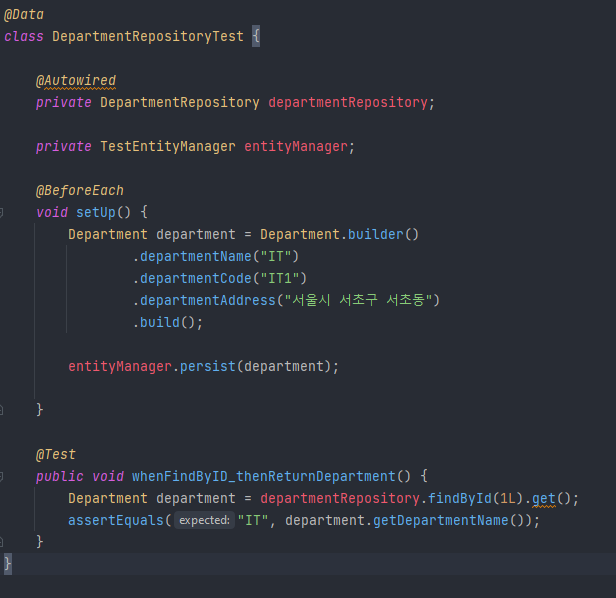 @Data
class DepartmentRepositoryTest {
@Autowired
private DepartmentRepository departmentRepository;
private TestEntityManager entityManager;
@BeforeEach
void setUp() {
Department department = Department.builder()
.departmentName("IT")
.departmentCode("IT1")
.departmentAddress("서울시 서초구 서초동")
.build();
entityManager.persist(department);
}
@Test
public void whenFindByID_thenReturnDepartment() {
Department department = departmentRepository.findById(1L).get();
assertEquals( expected: "IT", department.getDepartmentName());
}
}